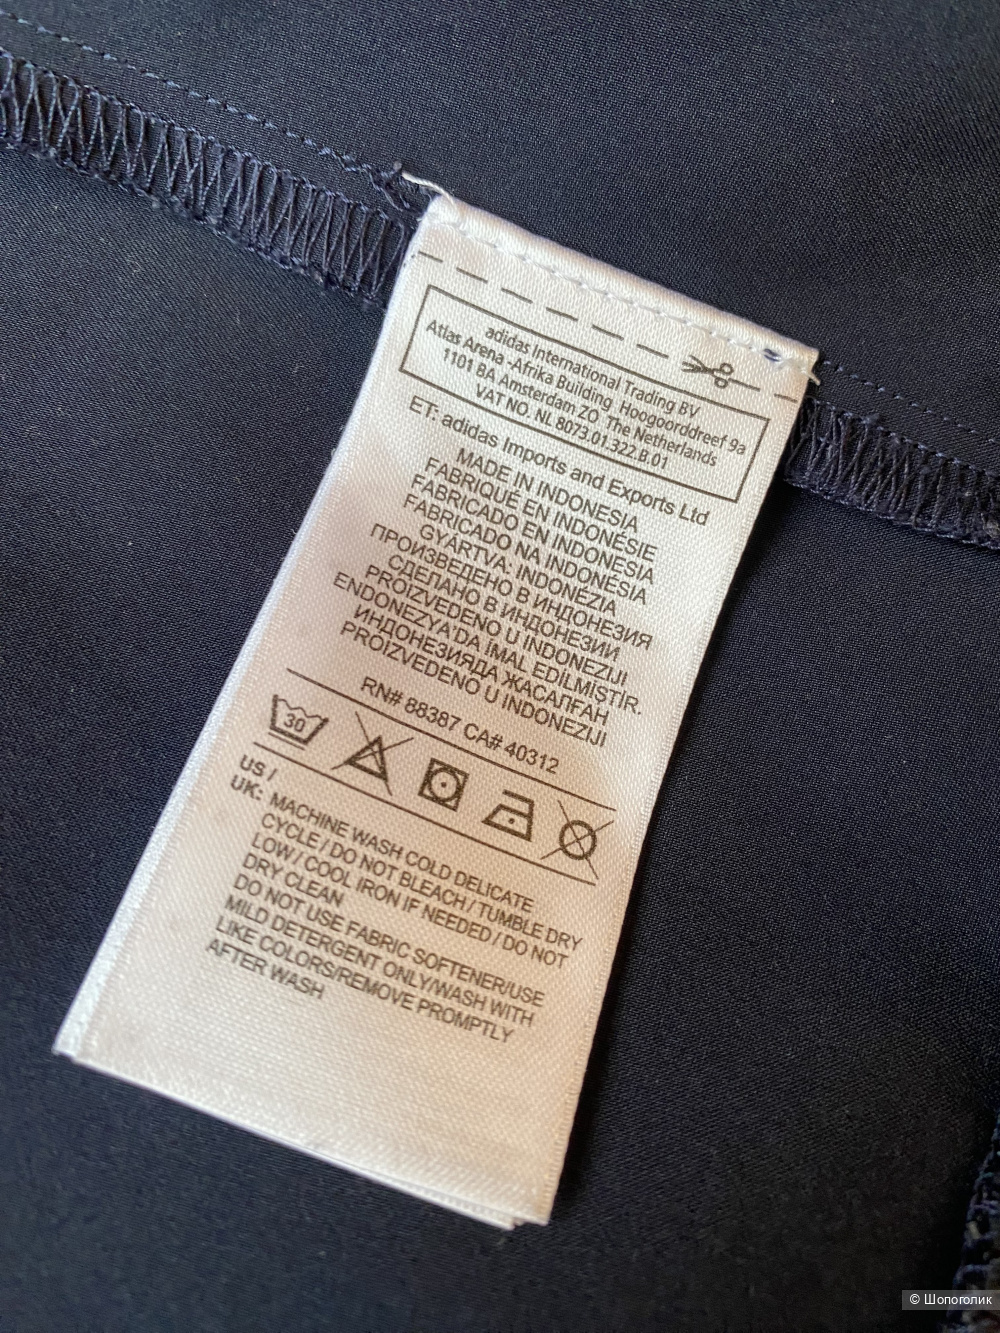 adidas International Trading BV
Atlas Arena -Afrika Building, Hoogoorddreef 9a
1101 BA Amsterdam ZO, The Netherlands
VAT NO. NL 8073.01.322.B.01
ET: adidas Imports and Exports Ltd
MADE IN INDONESIA
FABRIQUÉ EN INDONÉSIE
FABRICADO EN INDONESIA
FABRICADO NA INDONÉSIA
GYÁRTVA: INDONÉZIA
ПРОИЗВЕДЕНО В ИНДОНЕЗИЯ
СДЕЛАНО В ИНДОНЕЗИИ
PROIZVEDENO U INDONEZIJI
ENDONEZYA'DA İMAL EDİLMİŞTİR.
ИНДОНЕЗИЯДА ЖАСАЛҒАН
PROIZVEDENO U INDONEZIJI
RN# 88387 CA# 40312
30
US /
UK: MACHINE WASH COLD DELICATE
CYCLE / DO NOT BLEACH / TUMBLE DRY
LOW / COOL IRON IF NEEDED / DO NOT
DRY CLEAN
DO NOT USE FABRIC SOFTENER/USE
MILD DETERGENT ONLY/WASH WITH
LIKE COLORS/REMOVE PROMPTLY
AFTER WASH
© Шопоголик